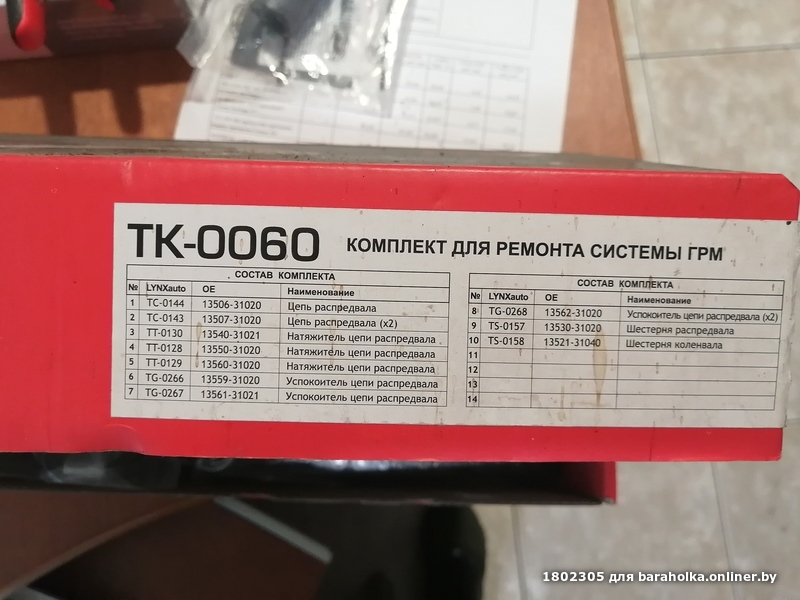 TK-0060 КОМПЛЕКТ ДЛЯ РЕМОНТА СИСТЕМЫ ГРМ
СОСТАВ КОМПЛЕКТА
№ LYNXauto OE Наименование
1 TC-0144 13506-31020 Цепь распредвала
2 TC-0143 13507-31020 Цепь распредвала (x2)
3 TT-0130 13540-31021 Натяжитель цепи распредвала
4 TT-0128 13550-31020 Натяжитель цепи распредвала
5 TT-0129 13560-31020 Натяжитель цепи распредвала
6 TG-0266 13559-31020 Успокоитель цепи распредвала
7 TG-0267 13561-31021 Успокоитель цепи распредвала
СОСТАВ КОМПЛЕКТА
№ LYNXauto OE Наименование
8 TG-0268 13562-31020 Успокоитель цепи распредвала (x2)
9 TS-0157 13530-31020 Шестерня распредвала
10 TS-0158 13521-31040 Шестерня коленвала
11
12
13
14
1802305 для baraholka.onliner.by